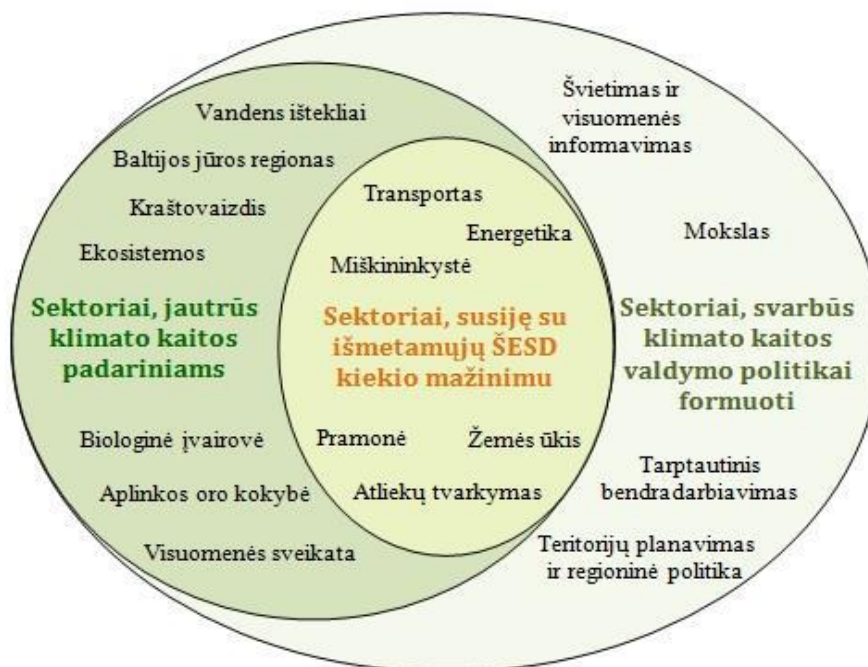 Vandens ištekliai
Baltijos jūros regionas
Kraštovaizdis
Ekosistemos
Sektoriai, jautrūs
klimato kaitos
padariniams
Biologinė įvairovė
Aplinkos oro kokybė
Visuomenės sveikata
Transportas
Energetika
Miškininkystė
Sektoriai, susiję su
išmetamųjų ŠESD
kiekio mažinimu
Pramonė
Žemės ūkis
Atliekų tvarkymas
Švietimas ir
visuomenės
informavimas
Mokslas
Sektoriai, svarbūs
klimato kaitos
valdymo politikai
formuoti
Tarptautinis
bendradarbiavimas
Teritorijų planavimas
ir regioninė politika